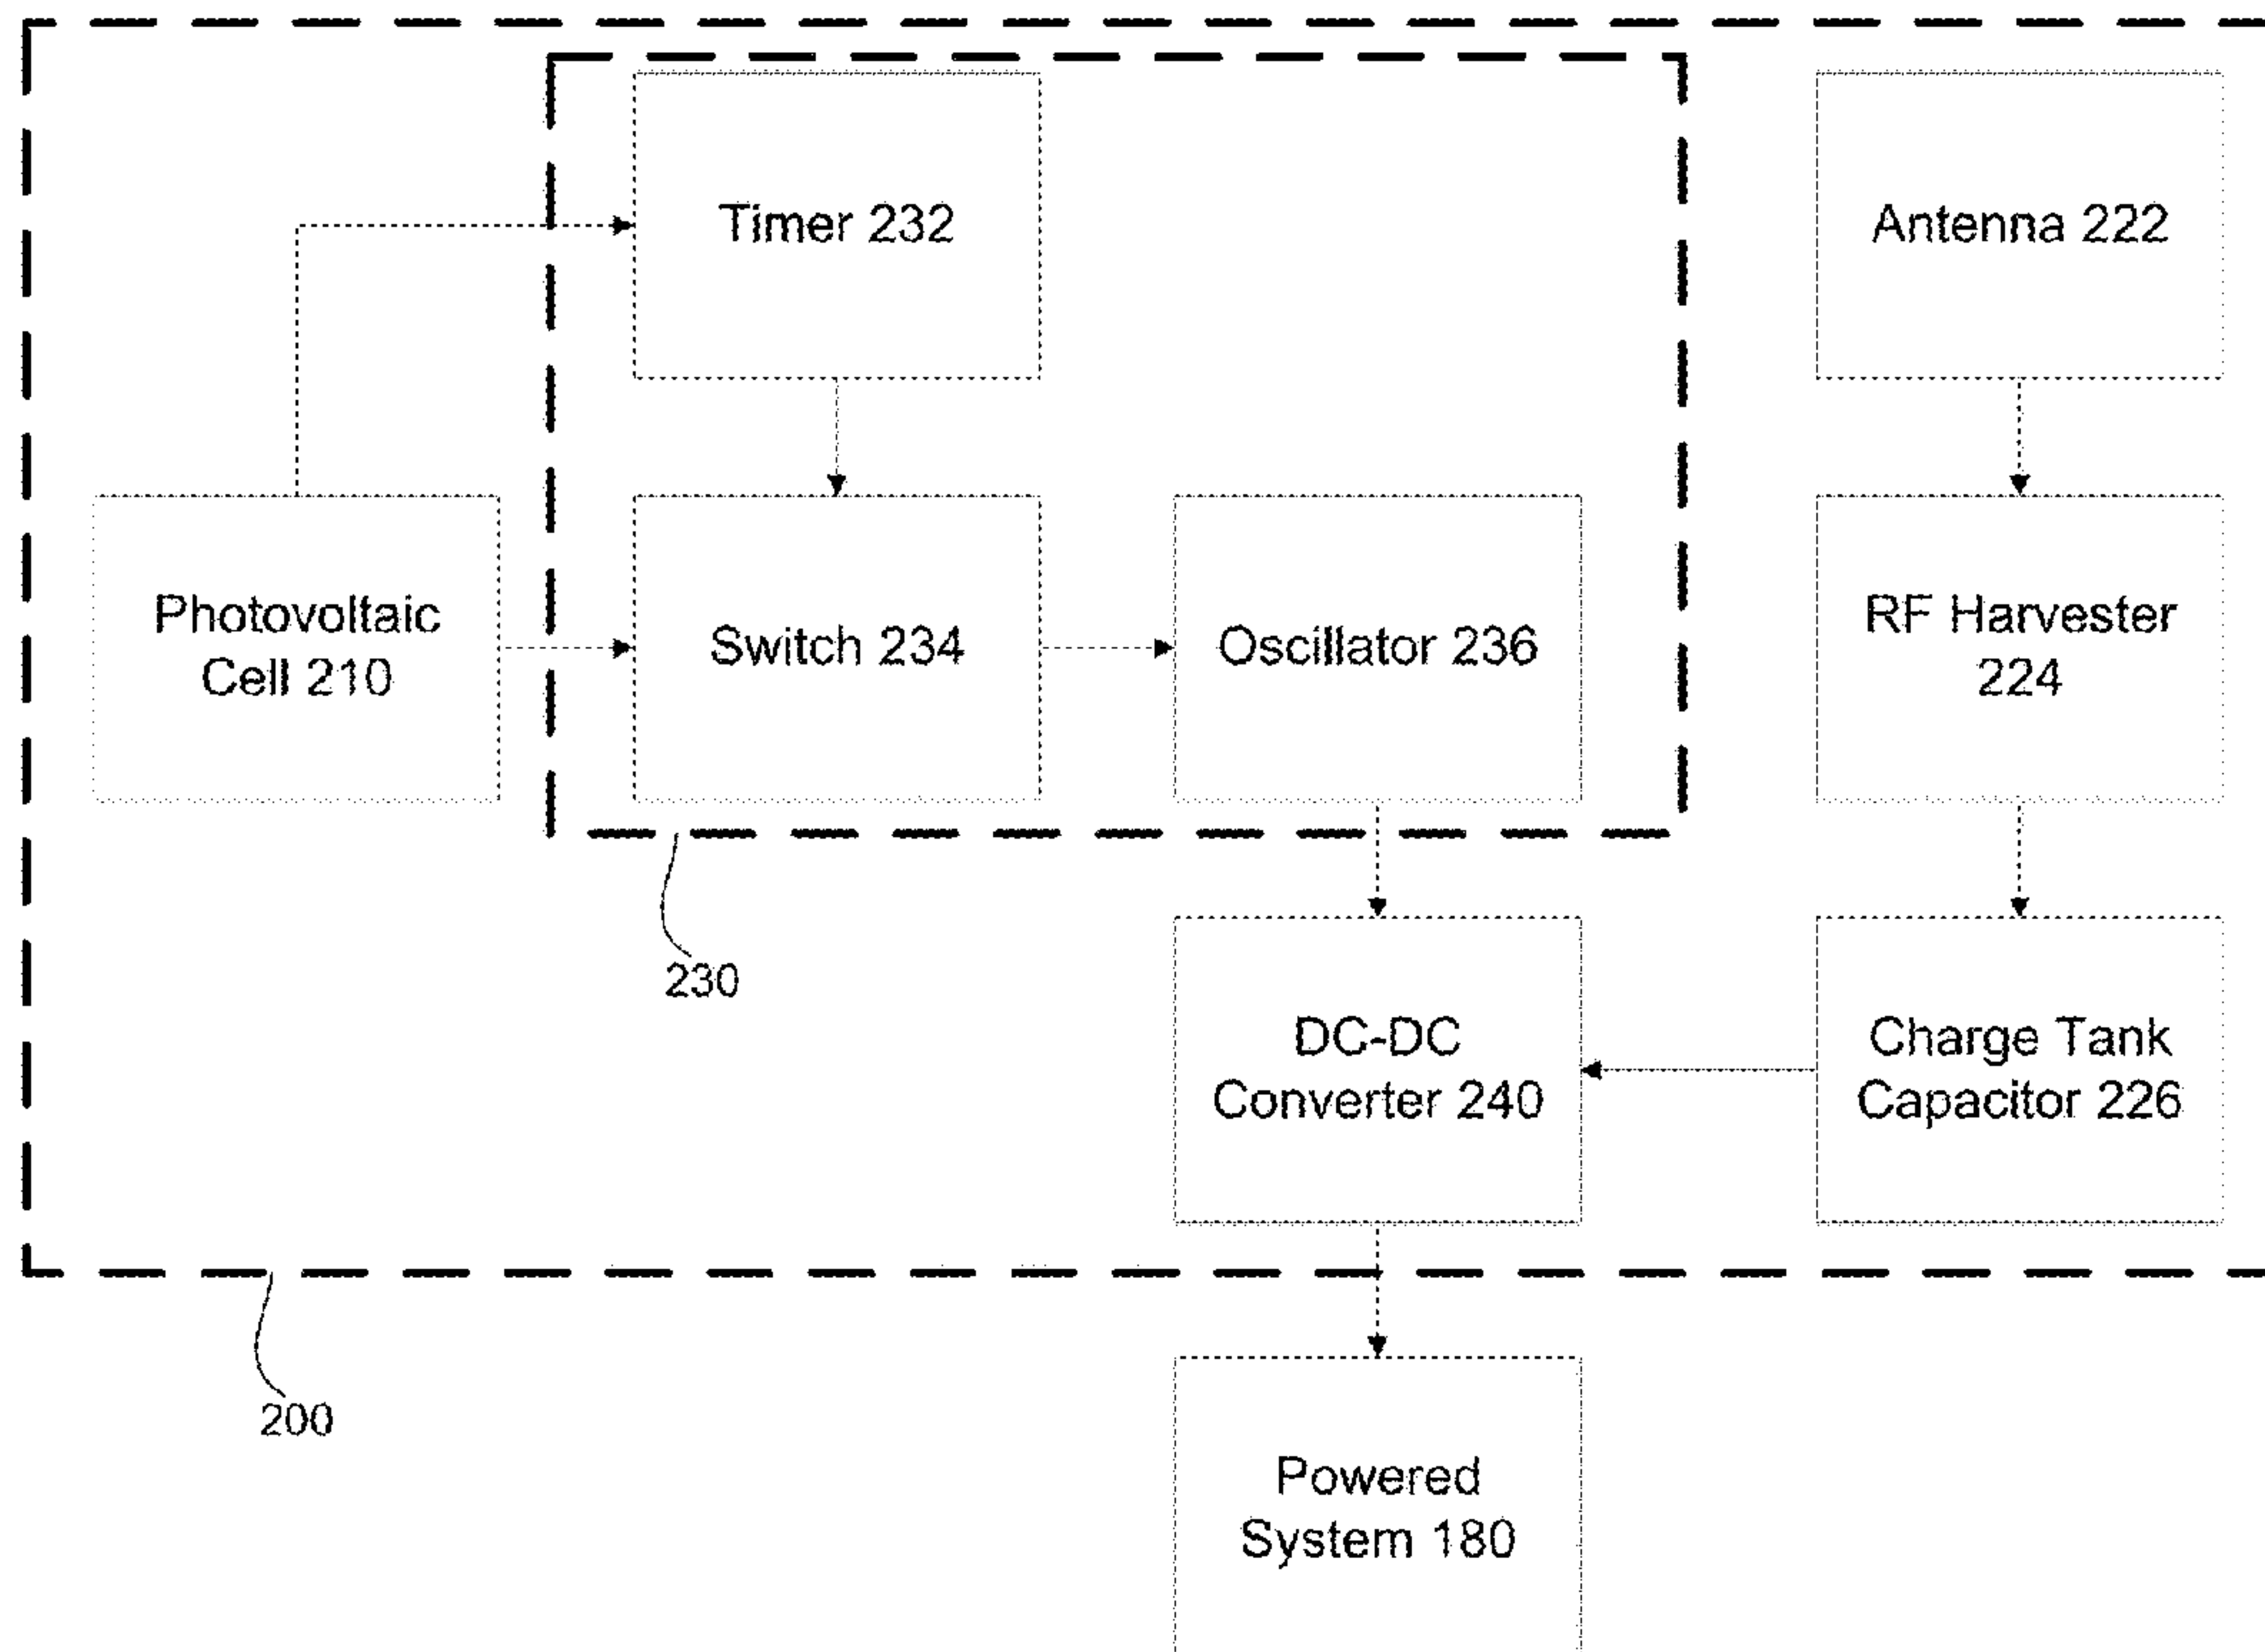 Timer 232
Antenna 222
Photovoltaic
Cell 210
Switch 234
Oscillator 236
RF Harvester
224
230
DC-DC
Converter 240
Charge Tank
Capacitor 226
200
Powered
System 180